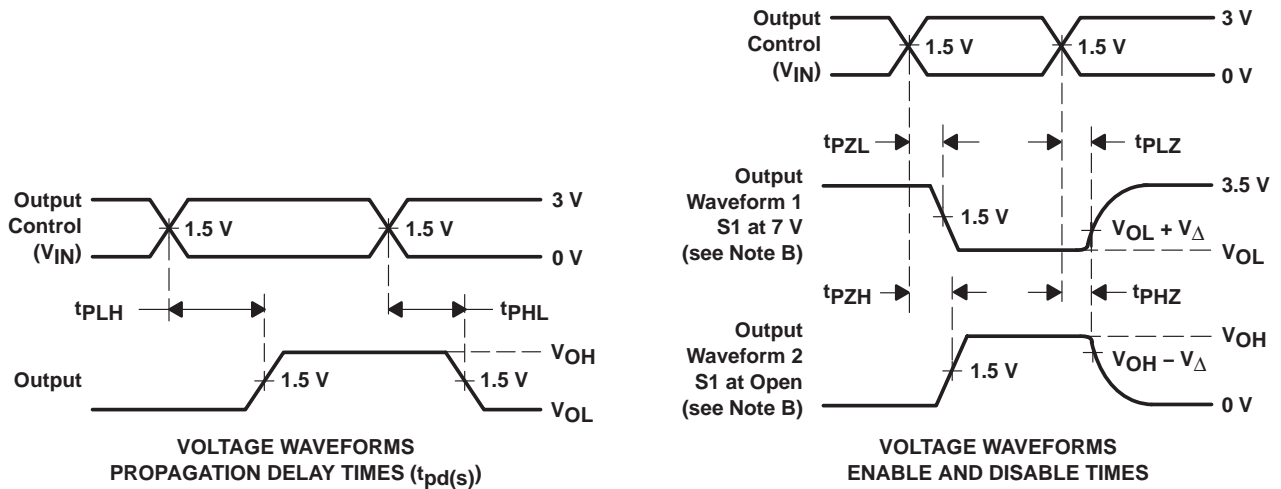 Output
Control
(VIN)
3 V
1.5 V
1.5 V
0 V
tPLH
tPHL
VOH
Output
1.5 V
1.5 V
VOL
VOLTAGE WAVEFORMS
PROPAGATION DELAY TIMES (tpd(s))
Output
Control
(VIN)
3 V
1.5 V
1.5 V
0 V
tPZL
tPLZ
Output
Waveform 1
S1 at 7 V
(see Note B)
3.5 V
1.5 V
VOL + VΔ
VOL
tPZH
tPHZ
Output
Waveform 2
S1 at Open
(see Note B)
VOH
1.5 V
VOH – VΔ
0 V
VOLTAGE WAVEFORMS
ENABLE AND DISABLE TIMES